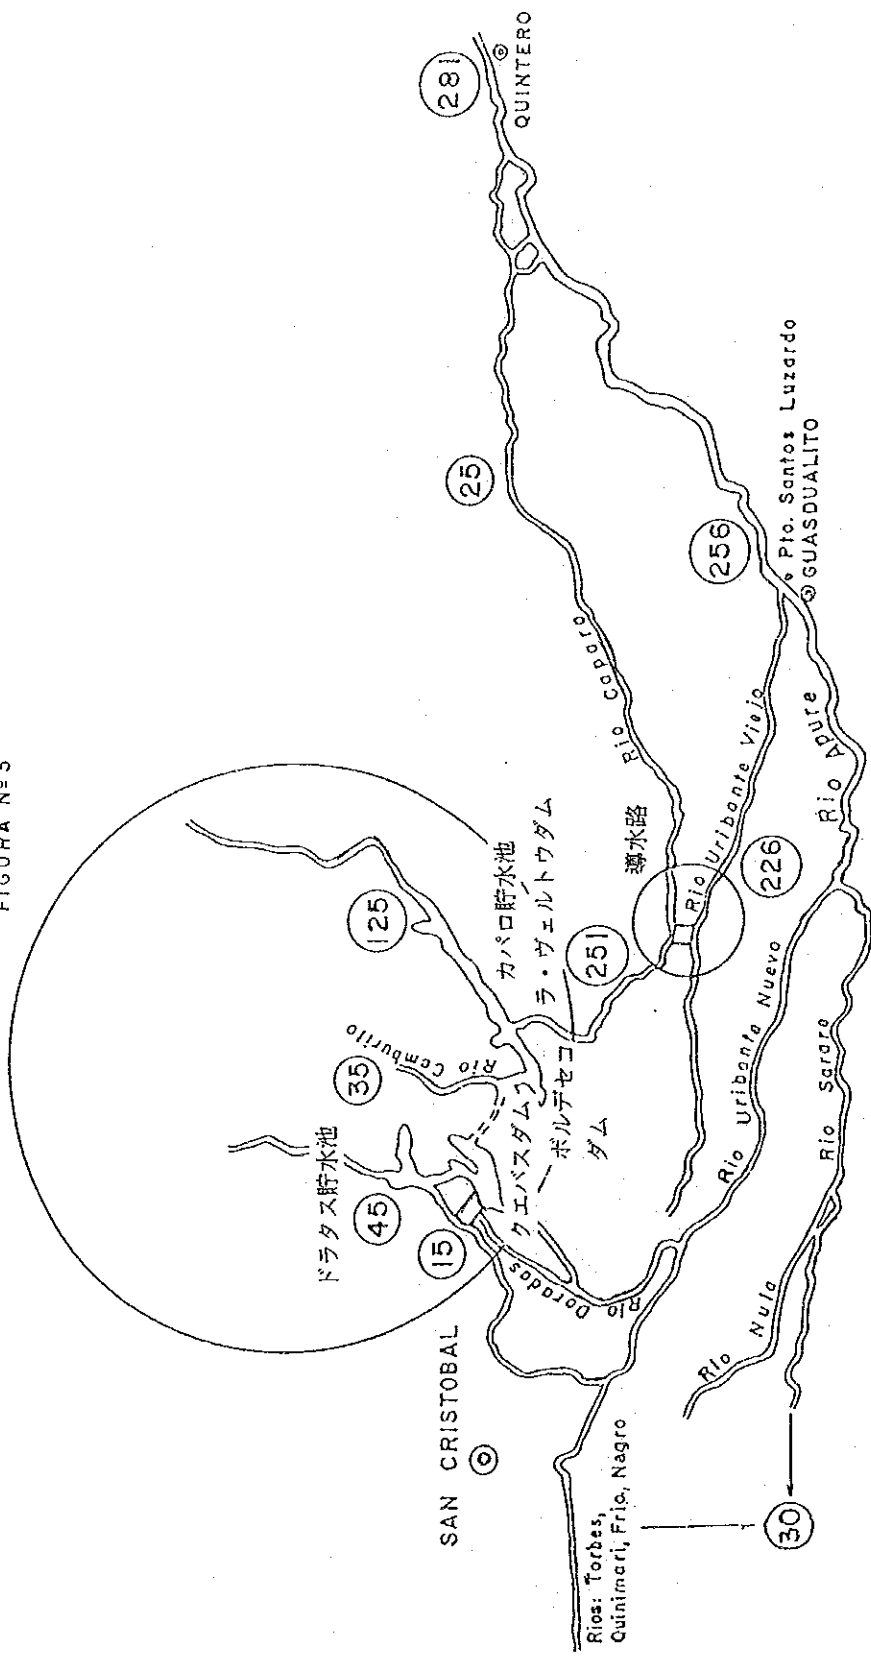 FIGURA Nº 3
SAN CRISTOBAL
Rios: Torbes,
Quinimari, Frio, Nagro
30
ドラタス貯水池
45
15
35
125
Rio Camburito
クエバスダム
ボルデセコ
ダム
カパロ貯水池
ラ・ヴェルトウダム
251
Rio Doradas
導水路
Rio Caparo
25
281
QUINTERO
Rio Uribante Viejo
226
256
Pto. Santos Luzardo
GUASDUALITO
Rio Uribante Nuevo
Rio APure
Rio Sarare
Rio Nula